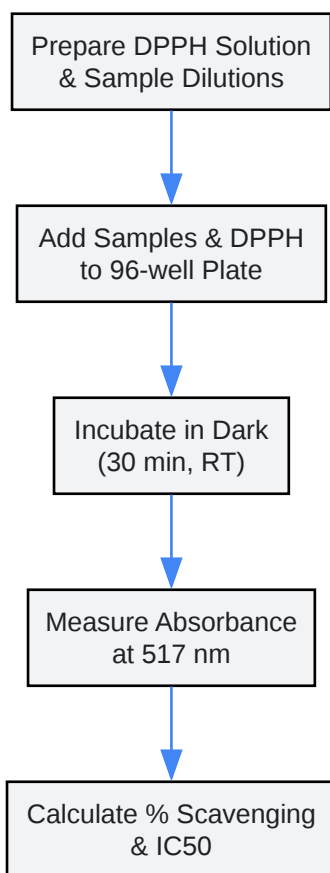 Prepare DPPH Solution
& Sample Dilutions
Add Samples & DPPH
to 96-well Plate
Incubate in Dark
(30 min, RT)
Measure Absorbance
at 517 nm
Calculate % Scavenging
& IC50